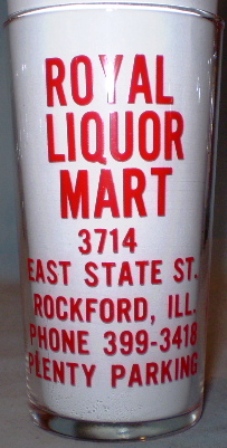 ROYAL
LIQUOR
MART
3714
EAST STATE ST.
ROCKFORD, ILL.
PHONE 399-3418
PLENTY PARKING